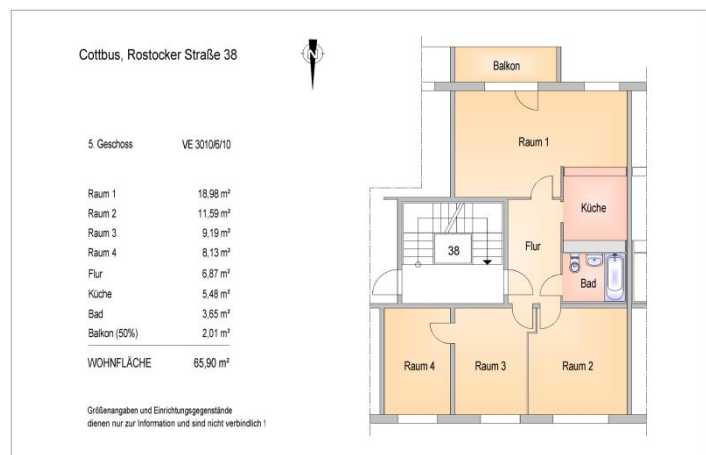 Cottbus, Rostocker Straße 38
N
5. Geschoss VE 3010/6/10
Raum 1 18,98 m²
Raum 2 11,59 m²
Raum 3 9,19 m²
Raum 4 8,13 m²
Flur 6,87 m²
Küche 5,48 m²
Bad 3,65 m²
Balkon (50%) 2,01 m²
WOHNFLÄCHE 65,90 m²
Größenangaben und Einrichtungsgegenstände
dienen nur zur Information und sind nicht verbindlich !
Balkon
Raum 1
Küche
Flur
38
Bad
Raum 4
Raum 3
Raum 2